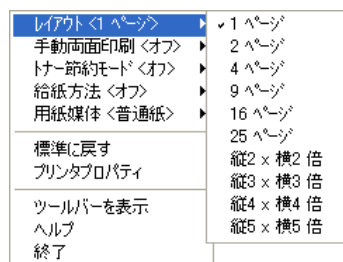 レイアウト <1 ページ>
手動両面印刷 <オフ>
トナー節約モード <オフ>
給紙方法 <オフ>
用紙媒体 <普通紙>
標準に戻す
プリンタプロパティ
ツールバーを表示
ヘルプ
終了
1 ページ
2 ページ
4 ページ
9 ページ
16 ページ
25 ページ
縦2 x 横2 倍
縦3 x 横3 倍
縦4 x 横4 倍
縦5 x 横5 倍